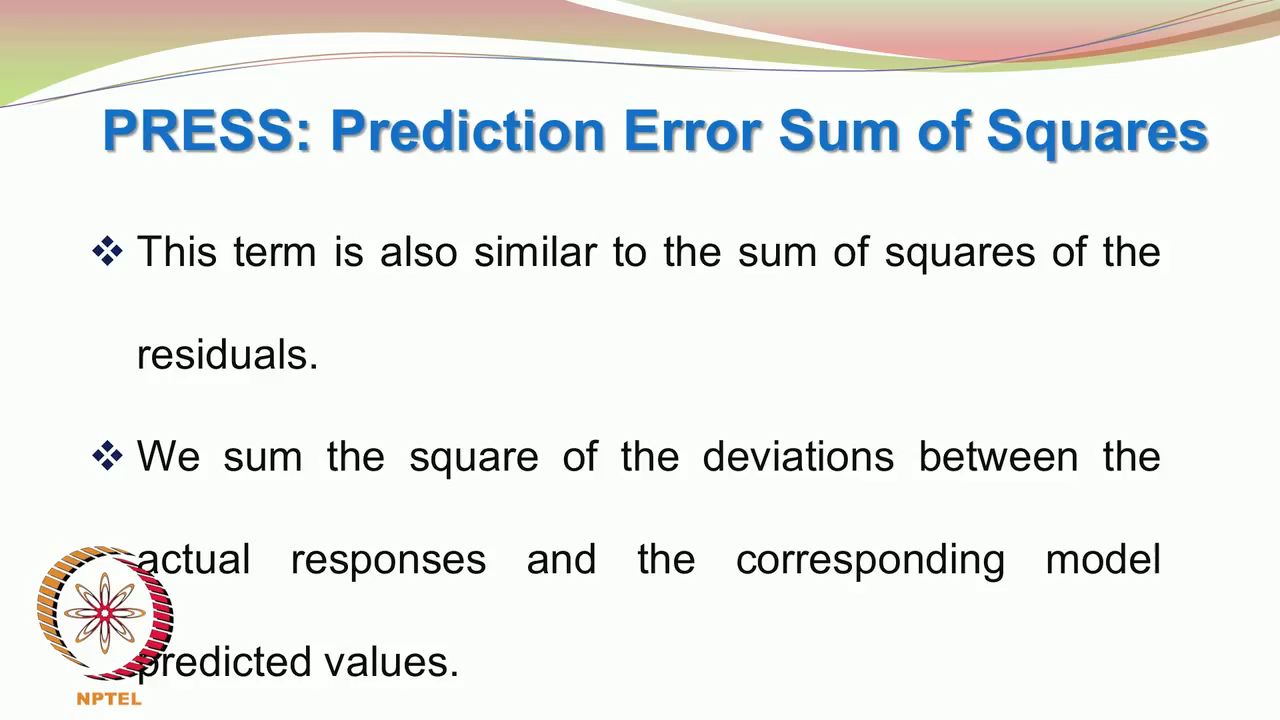 PRESS: Prediction Error Sum of Squares
❖ This term is also similar to the sum of squares of the
residuals.
❖ We sum the square of the deviations between the
actual responses and the corresponding model
predicted values.
NPTEL